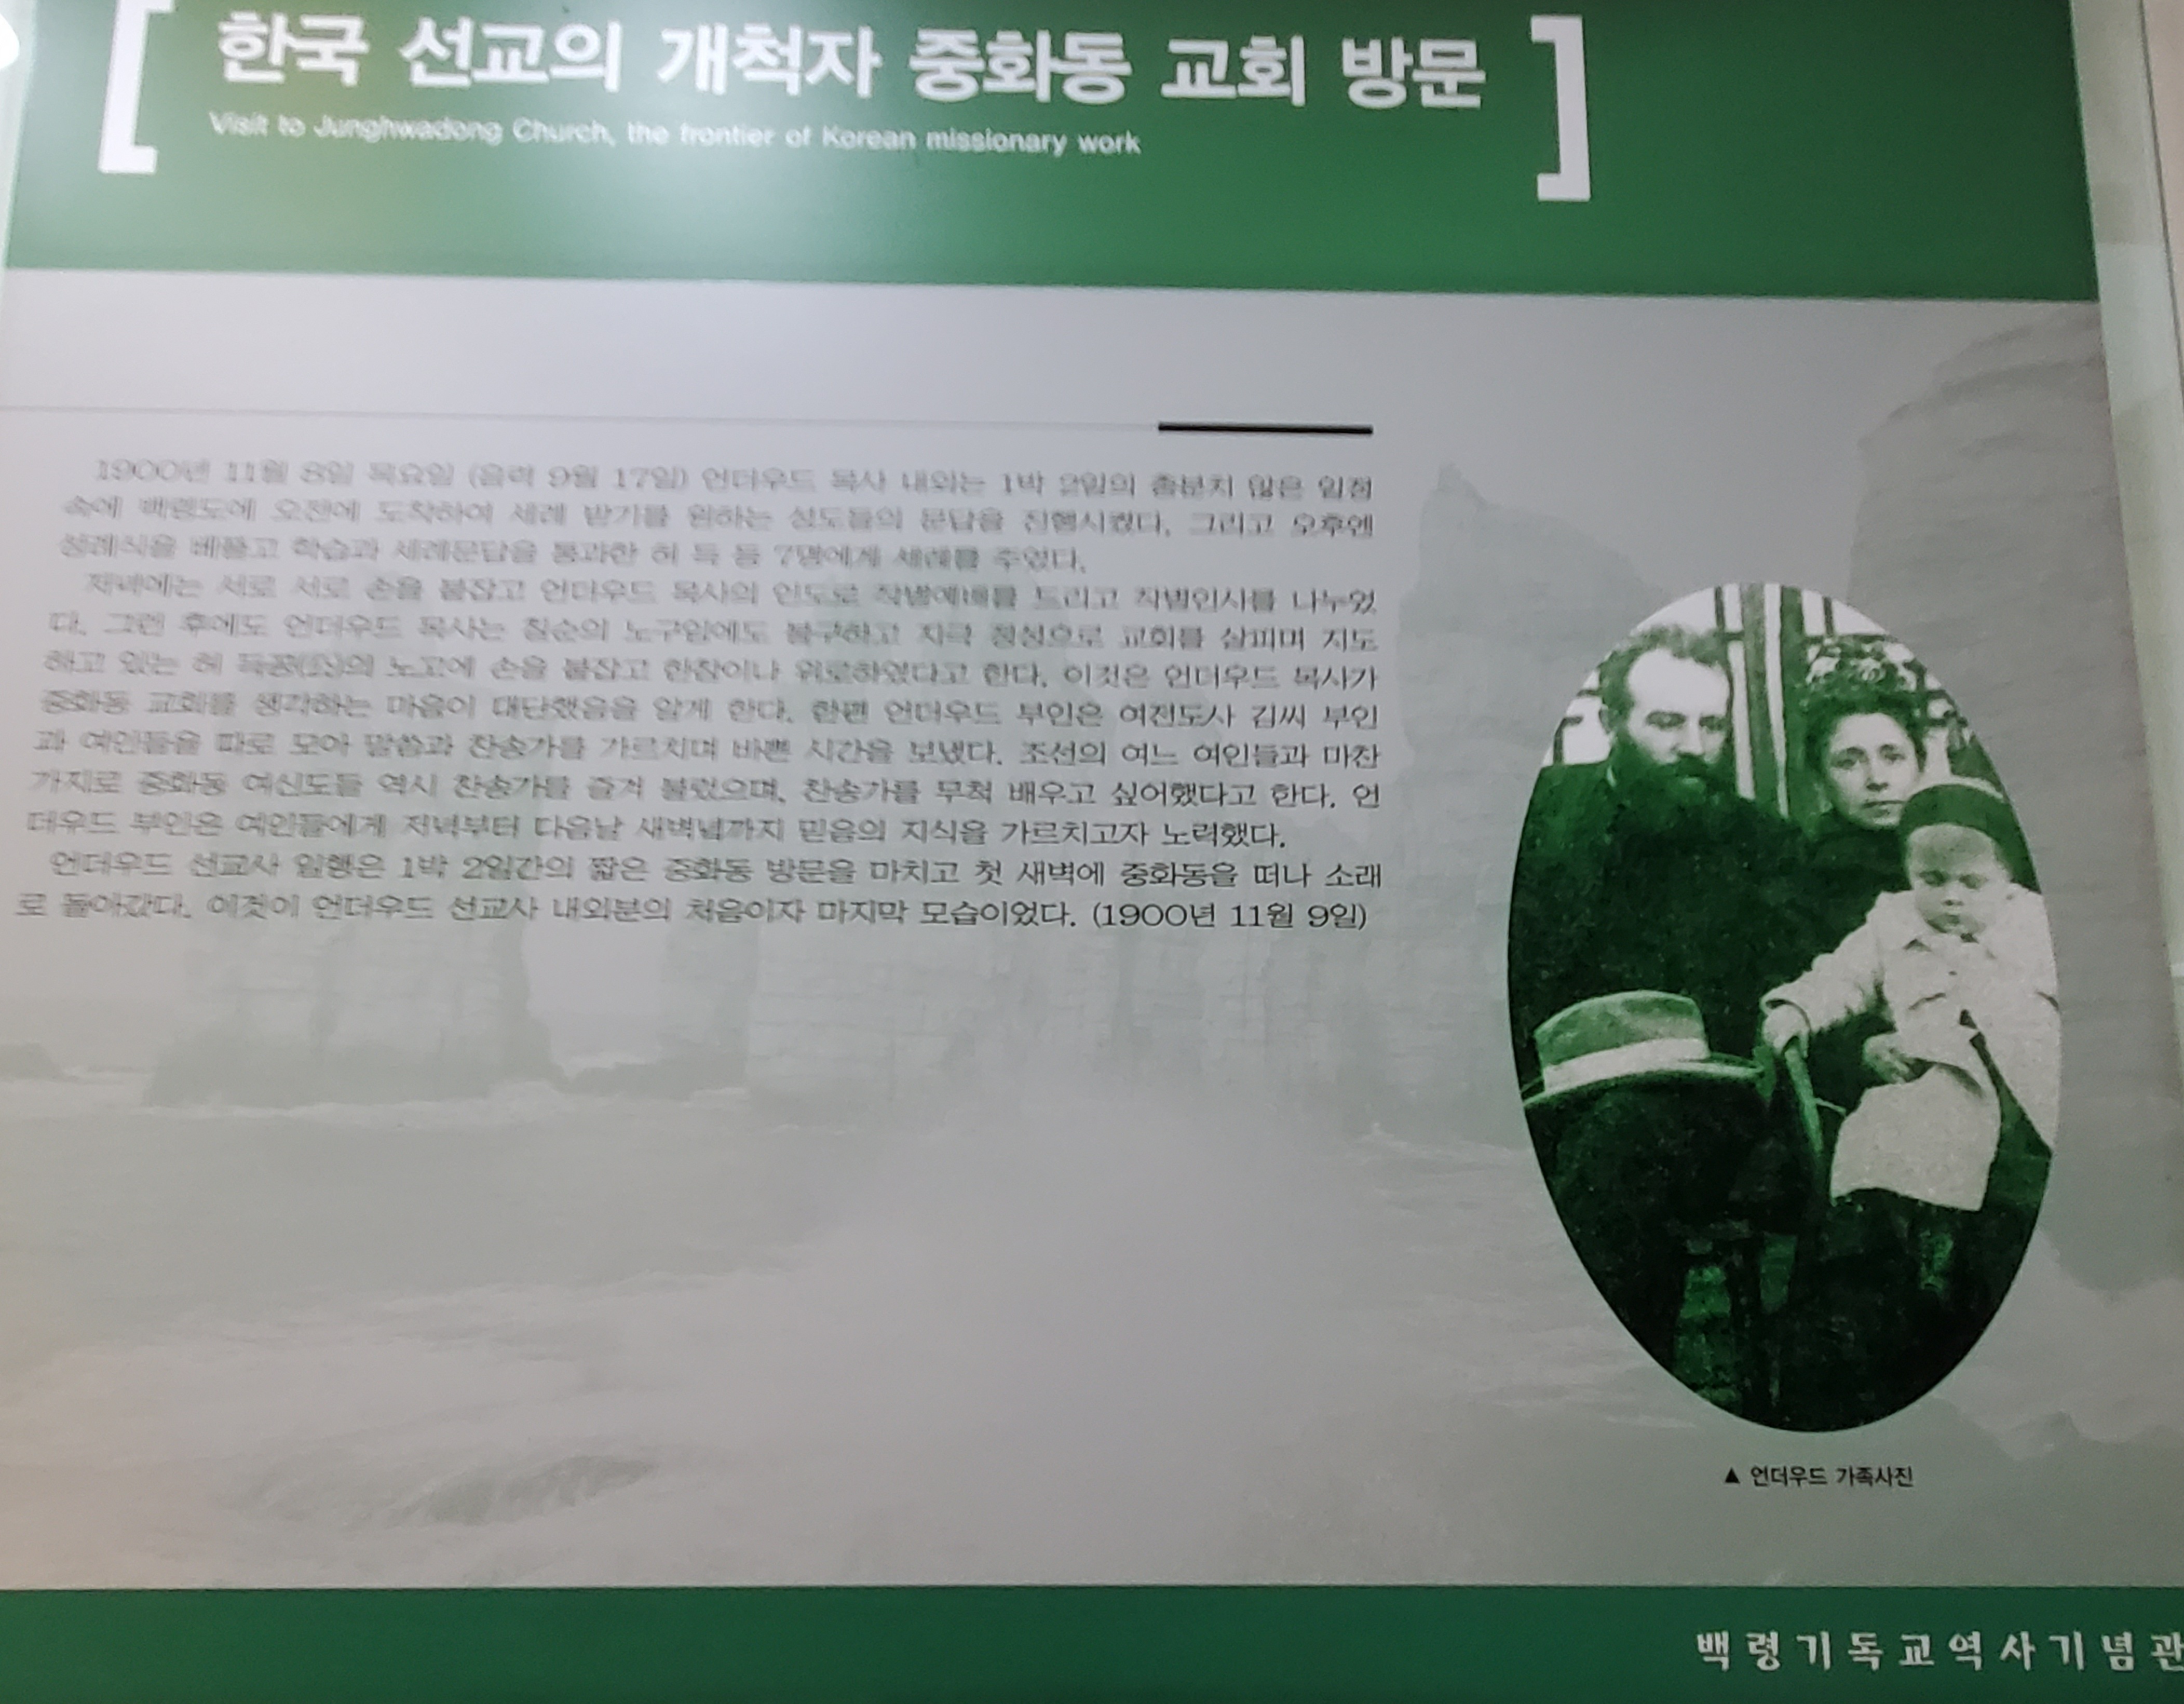 한국 선교의 개척자 중화동 교회 방문
Visit to Junghwadong Church, the frontier of Korean missionary work
1900년 11월 8일 목요일 (음력 9월 17일) 언더우드 목사 내외는 1박 2일의 충분치 않은 일정
속에 백령도에 오전에 도착하여 세례 받기를 원하는 성도들의 문답을 진행시켰다. 그리고 오후엔
성례식을 베풀고 학습과 세례문답을 통과한 허 득 등 7명에게 세례를 주었다.
저녁에는 서로 서로 손을 붙잡고 언더우드 목사의 인도로 작별예배를 드리고 작별인사를 나누었
다. 그런 후에도 언더우드 목사는 칠순의 노구임에도 불구하고 지극 정성으로 교회를 살피며 지도
하고 있는 허 득공(公)의 노고에 손을 붙잡고 한참이나 위로하였다고 한다. 이것은 언더우드 목사가
중화동 교회를 생각하는 마음이 대단했음을 알게 한다. 한편 언더우드 부인은 여전도사 김씨 부인
과 여인들을 따로 모아 말씀과 찬송가를 가르치며 바쁜 시간을 보냈다. 조선의 여느 여인들과 마찬
가지로 중화동 여신도들 역시 찬송가를 즐겨 불렀으며, 찬송가를 무척 배우고 싶어했다고 한다. 언
더우드 부인은 여인들에게 저녁부터 다음날 새벽녘까지 믿음의 지식을 가르치고자 노력했다.
언더우드 선교사 일행은 1박 2일간의 짧은 중화동 방문을 마치고 첫 새벽에 중화동을 떠나 소래
로 돌아갔다. 이것이 언더우드 선교사 내외분의 처음이자 마지막 모습이었다. (1900년 11월 9일)
▲ 언더우드 가족사진
백령기독교역사기념관